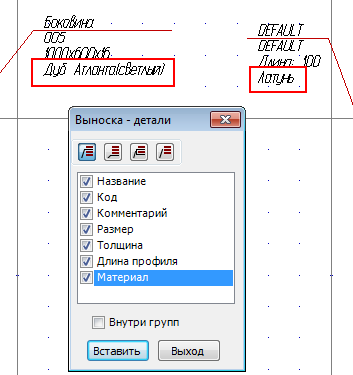 Боковина
005
1000x600x16
Дуб Атланта(светлый)
DEFAULT
DEFAULT
Длина: 100
Латунь
Выноска - детали
Название
Код
Комментарий
Размер
Толщина
Длина профиля
Материал
Внутри групп
Вставить
Выход